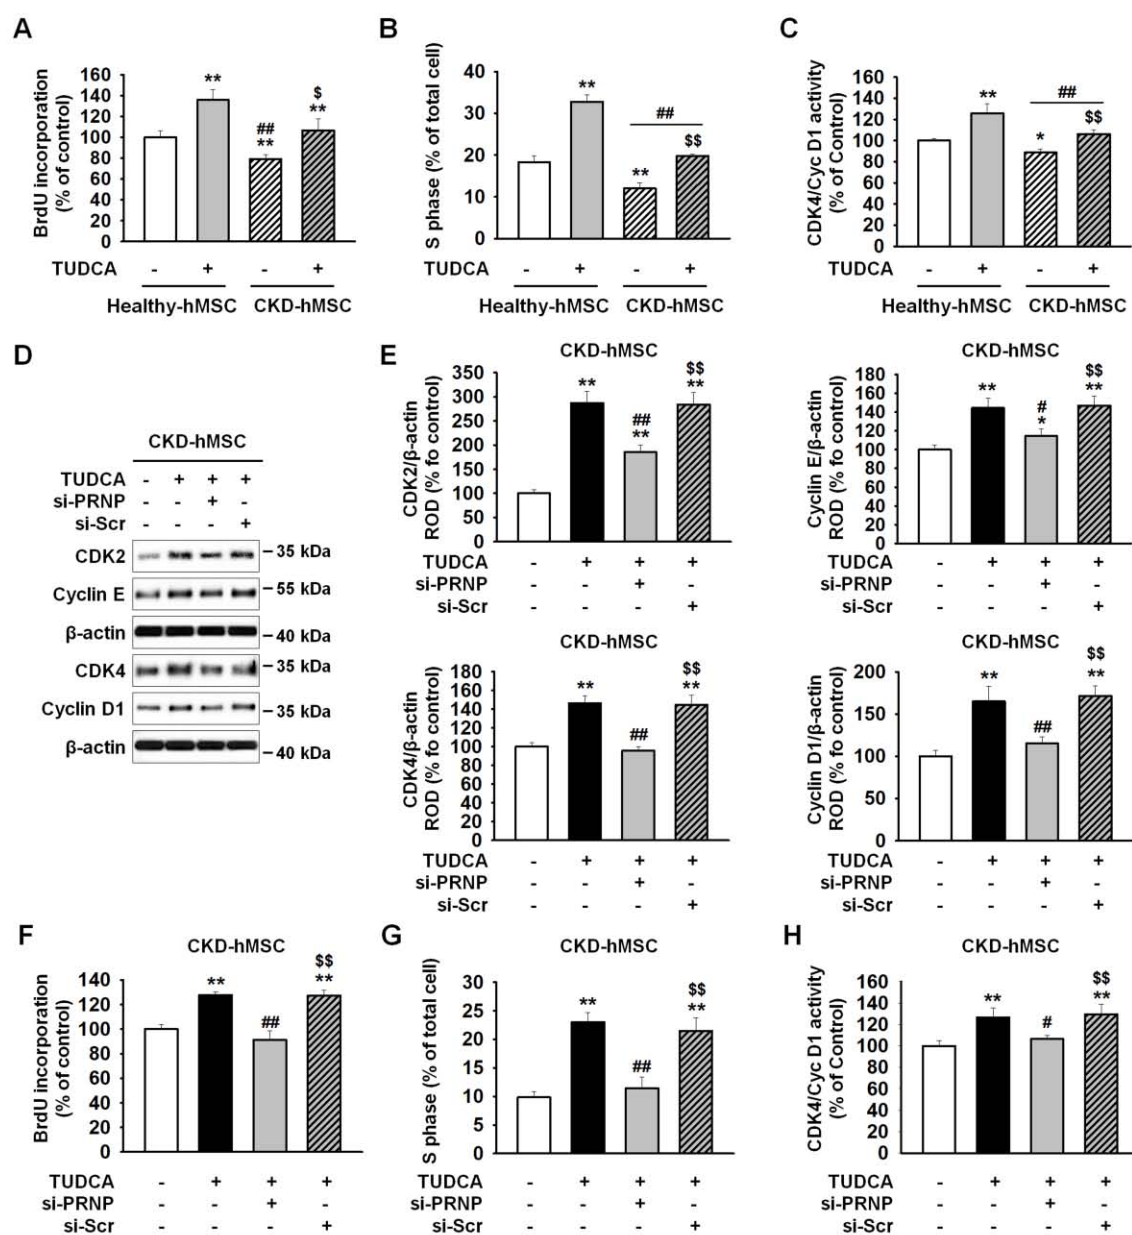 A
BrdU incorporation
(% of control)
160
140
120
100
80
60
40
20
0
**
##
**
$
**
TUDCA - + - +
Healthy-hMSC CKD-hMSC
B
S phase (% of total cell)
40
30
20
10
0
**
##
**
$$
TUDCA - + - +
Healthy-hMSC CKD-hMSC
C
CDK4/Cyc D1 activity
(% of Control)
160
140
120
100
80
60
40
20
0
**
##
*
$$
TUDCA - + - +
Healthy-hMSC CKD-hMSC
D
CKD-hMSC
TUDCA - + + +
si-PRNP - - + -
si-Scr - - - +
CDK2 – 35 kDa
Cyclin E – 55 kDa
β-actin – 40 kDa
CDK4 – 35 kDa
Cyclin D1 – 35 kDa
β-actin – 40 kDa
E
CKD-hMSC
CDK2/β-actin
ROD (% fo control)
350
300
250
200
150
100
50
0
**
##
**
$$
**
TUDCA - + + +
si-PRNP - - + -
si-Scr - - - +
CKD-hMSC
Cyclin E/β-actin
ROD (% fo control)
180
160
140
120
100
80
60
40
20
0
**
#
*
$$
**
TUDCA - + + +
si-PRNP - - + -
si-Scr - - - +
CKD-hMSC
CDK4/β-actin
ROD (% fo control)
180
160
140
120
100
80
60
40
20
0
**
##
$$
**
TUDCA - + + +
si-PRNP - - + -
si-Scr - - - +
CKD-hMSC
Cyclin D1/β-actin
ROD (% fo control)
200
150
100
50
0
**
##
$$
**
TUDCA - + + +
si-PRNP - - + -
si-Scr - - - +
F
CKD-hMSC
BrdU incorporation
(% of control)
140
120
100
80
60
40
20
0
**
##
$$
**
TUDCA - + + +
si-PRNP - - + -
si-Scr - - - +
G
CKD-hMSC
S phase (% of total cell)
30
25
20
15
10
5
0
**
##
$$
**
TUDCA - + + +
si-PRNP - - + -
si-Scr - - - +
H
CKD-hMSC
CDK4/Cyc D1 activity
(% of Control)
160
140
120
100
80
60
40
20
0
**
#
$$
**
TUDCA - + + +
si-PRNP - - + -
si-Scr - - - +